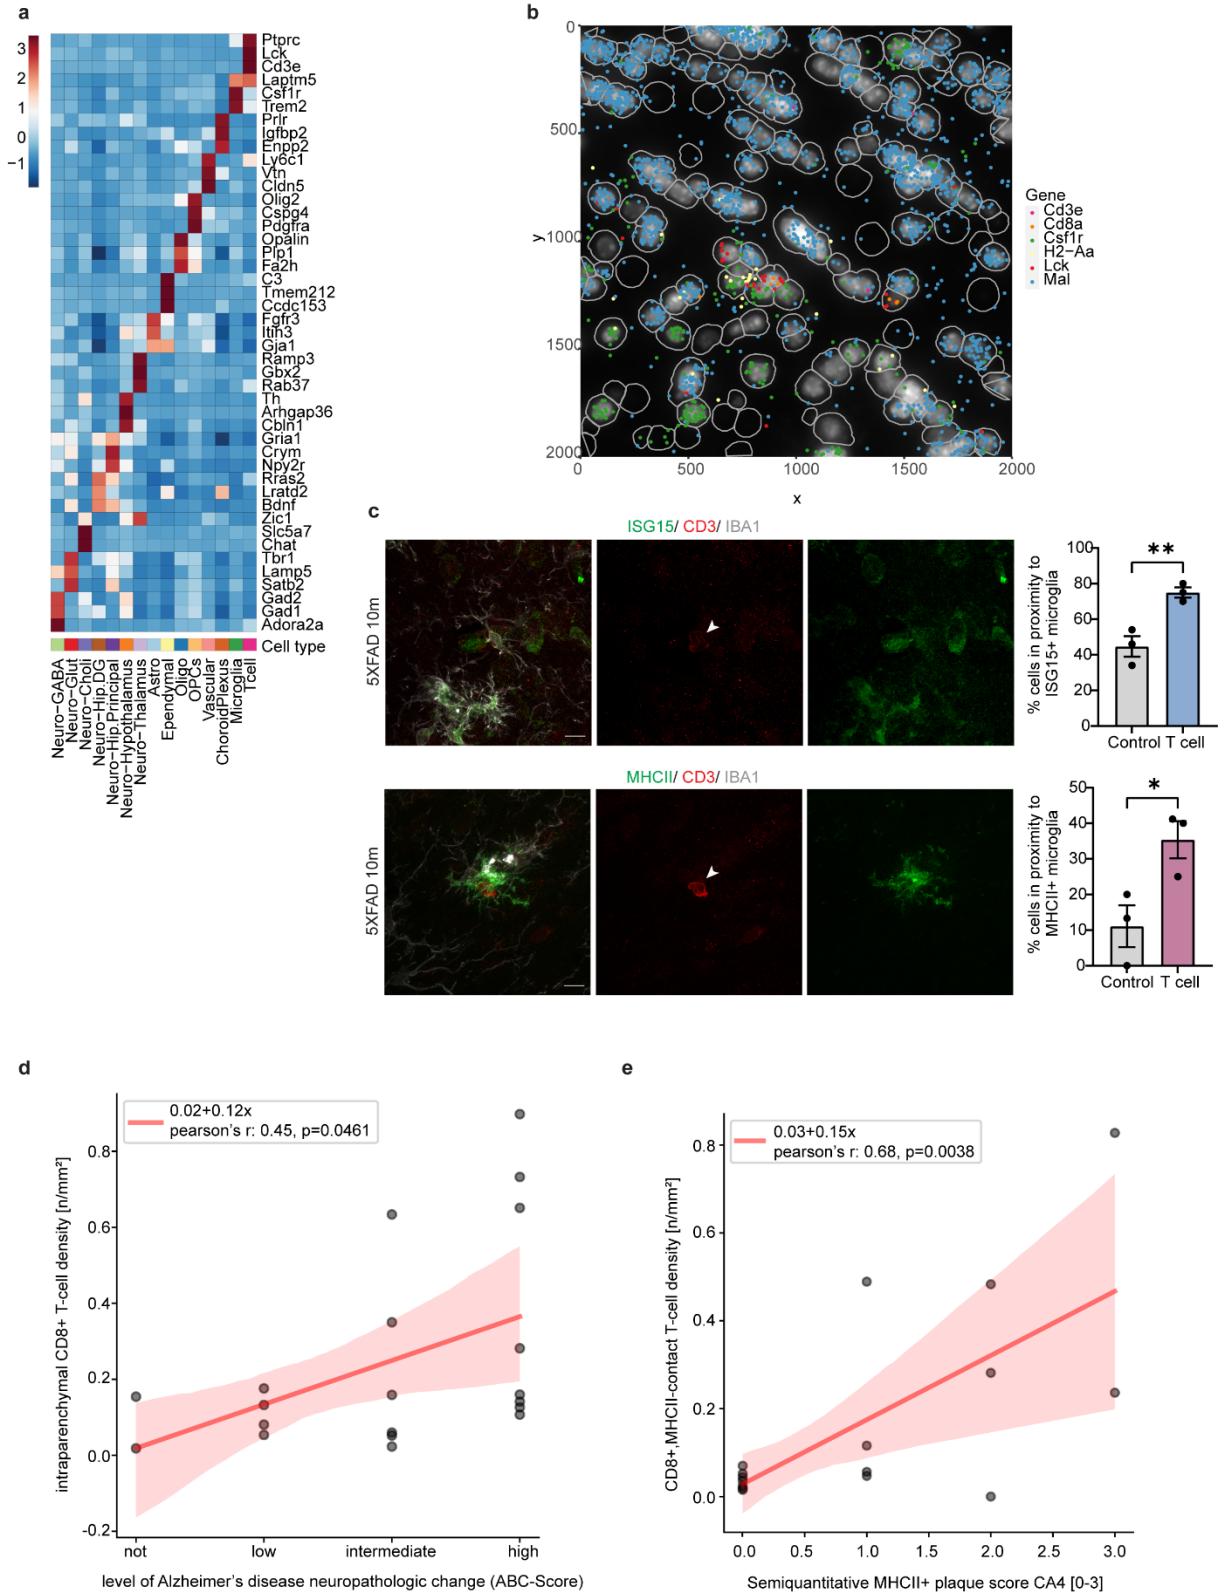 a
3
2
1
0
−1
Ptprc
Lck
Cd3e
Laptm5
Csf1r
Trem2
Prlr
Igfbp2
Enpp2
Ly6c1
Vtn
Cldn5
Olig2
Cspg4
Pdgfra
Opalin
Plp1
Fa2h
C3
Tmem212
Ccdc153
Fgfr3
Itih3
Gja1
Ramp3
Gbx2
Rab37
Th
Arhgap36
Cbln1
Gria1
Crym
Npy2r
Rras2
Lratd2
Bdnf
Zic1
Slc5a7
Chat
Tbr1
Lamp5
Satb2
Gad2
Gad1
Adora2a
Cell type
Neuro-GABA
Neuro-Glut
Neuro-Choli
Neuro-Hip.DG
Neuro-Hip.Principal
Neuro-Hypothalamus
Neuro-Thalamus
Astro
Ependymal
Oligo
OPCs
Vascular
ChoroidPlexus
Microglia
Tcell
b
0
500
1000
1500
2000
y
0
500
1000
1500
2000
x
Gene
Cd3e
Cd8a
Csf1r
H2−Aa
Lck
Mal
c
ISG15/ CD3/ IBA1
5XFAD 10m
% cells in proximity to
ISG15+ microglia
100
80
60
40
20
0
**
Control
T cell
MHCII/ CD3/ IBA1
5XFAD 10m
% cells in proximity to
MHCII+ microglia
50
40
30
20
10
0
*
Control
T cell
d
0.02+0.12x
pearson's r: 0.45, p=0.0461
intraparenchymal CD8+ T-cell density [n/mm²]
0.8
0.6
0.4
0.2
0.0
-0.2
not
low
intermediate
high
level of Alzheimer's disease neuropathologic change (ABC-Score)
e
0.03+0.15x
pearson's r: 0.68, p=0.0038
CD8+,MHCII-contact T-cell density [n/mm²]
0.8
0.6
0.4
0.2
0.0
0.0
0.5
1.0
1.5
2.0
2.5
3.0
Semiquantitative MHCII+ plaque score CA4 [0-3]